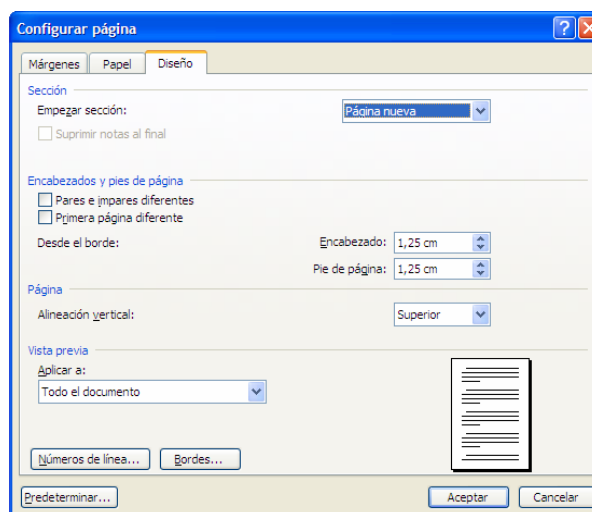 Configurar página
Márgenes Papel Diseño
Sección
Empezar sección: Página nueva
Suprimir notas al final
Encabezados y pies de página
Pares e impares diferentes
Primera página diferente
Desde el borde: Encabezado: 1,25 cm
Pie de página: 1,25 cm
Página
Alineación vertical: Superior
Vista previa
Aplicar a:
Todo el documento
Números de línea... Bordes...
Predeterminar... Aceptar Cancelar